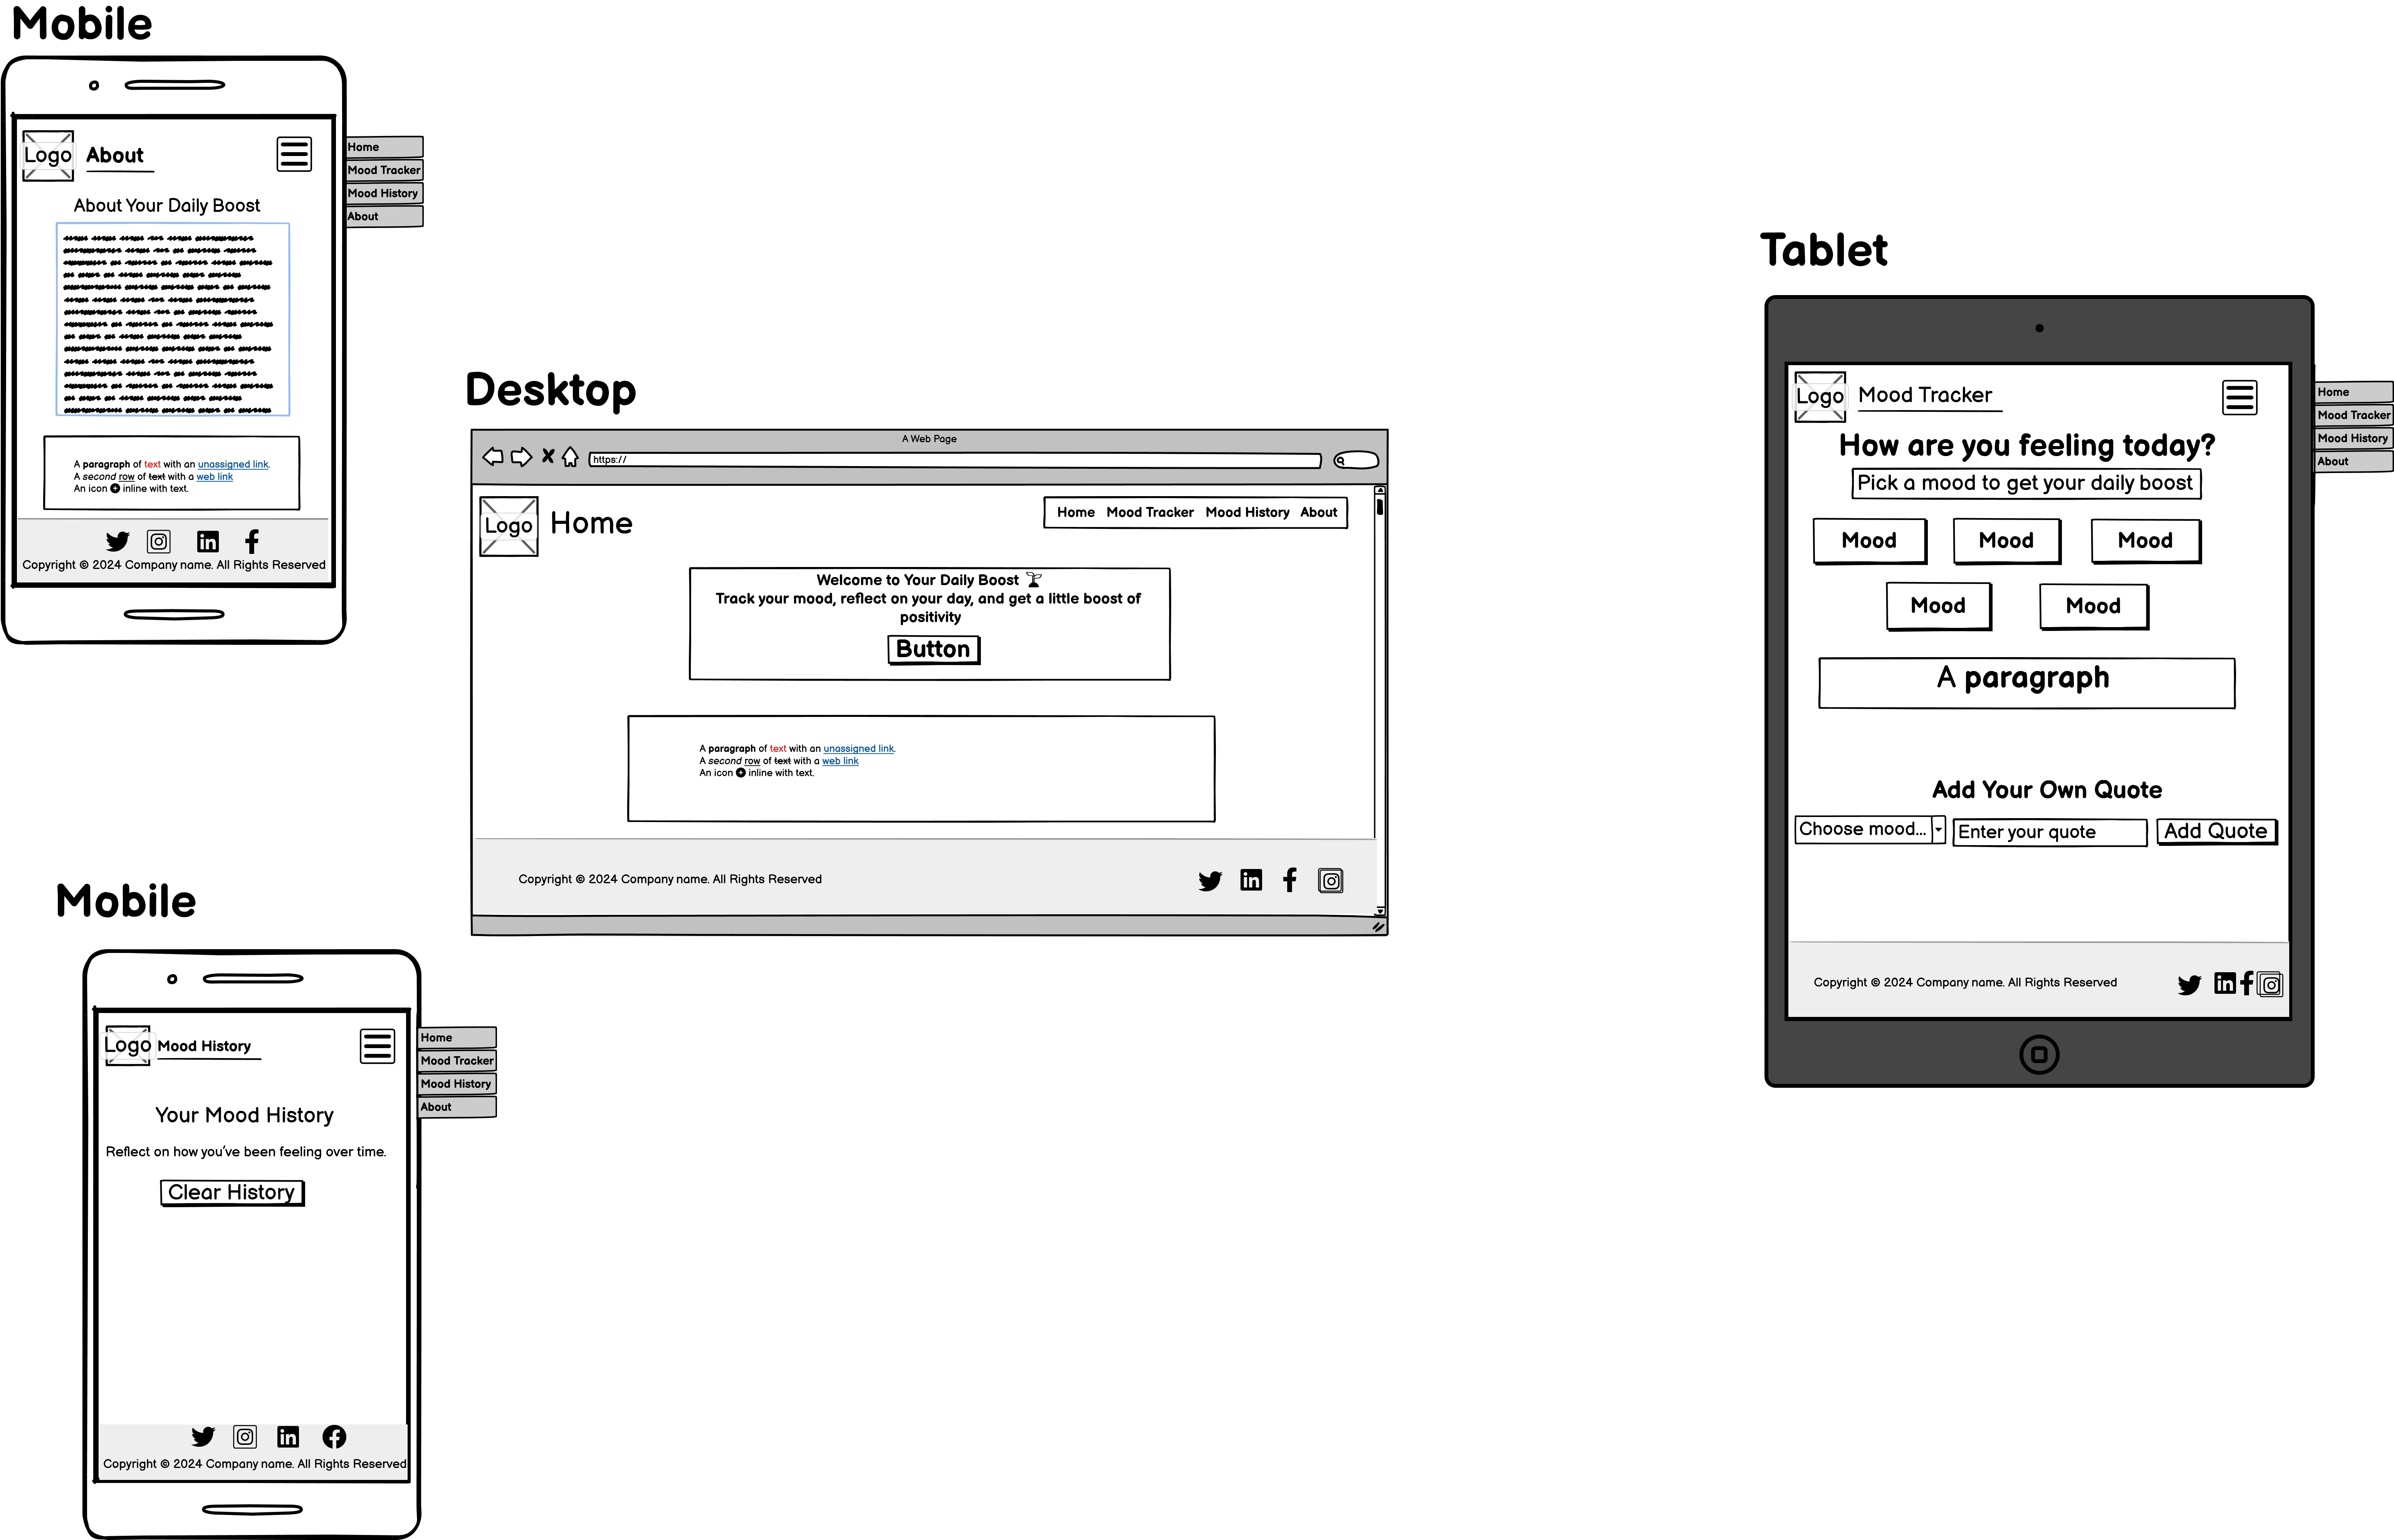 Mobile
Logo
About
Home
Mood Tracker
Mood History
About
About Your Daily Boost
A paragraph of text with an unassigned link.
A second row of text with a web link
An icon inline with text.
Copyright © 2024 Company name. All Rights Reserved
Desktop
A Web Page
https://
Logo
Home
Home Mood Tracker Mood History About
Welcome to Your Daily Boost
Track your mood, reflect on your day, and get a little boost of
positivity
Button
A paragraph of text with an unassigned link.
A second row of text with a web link
An icon inline with text.
Copyright © 2024 Company name. All Rights Reserved
Tablet
Logo
Mood Tracker
Home
Mood Tracker
Mood History
About
How are you feeling today?
Pick a mood to get your daily boost
Mood Mood Mood
Mood Mood
A paragraph
Add Your Own Quote
Choose mood... Enter your quote Add Quote
Copyright © 2024 Company name. All Rights Reserved
Mobile
Logo
Mood History
Home
Mood Tracker
Mood History
About
Your Mood History
Reflect on how you've been feeling over time.
Clear History
Copyright © 2024 Company name. All Rights Reserved